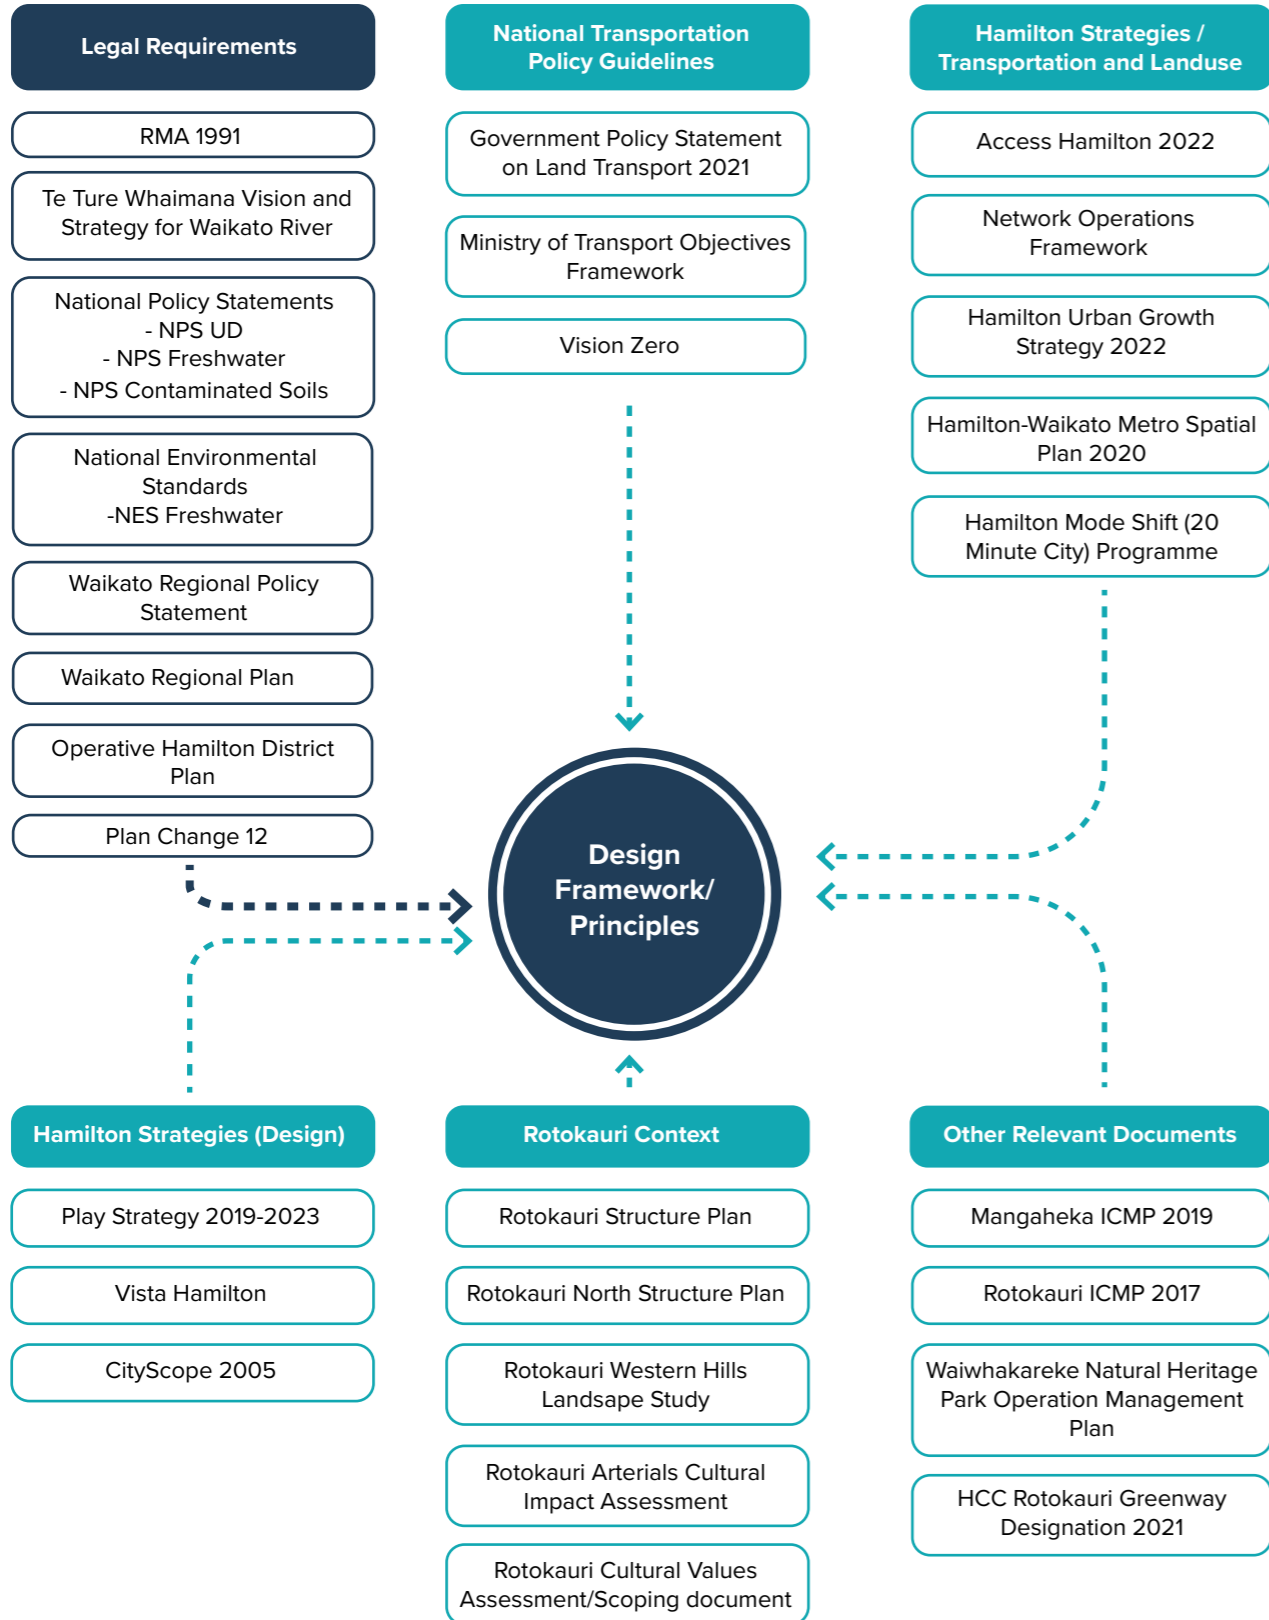 Legal Requirements
RMA 1991
Te Ture Whaimana Vision and
Strategy for Waikato River
National Policy Statements
- NPS UD
- NPS Freshwater
- NPS Contaminated Soils
National Environmental
Standards
-NES Freshwater
Waikato Regional Policy
Statement
Waikato Regional Plan
Operative Hamilton District
Plan
Plan Change 12
National Transportation
Policy Guidelines
Government Policy Statement
on Land Transport 2021
Ministry of Transport Objectives
Framework
Vision Zero
Hamilton Strategies /
Transportation and Landuse
Access Hamilton 2022
Network Operations
Framework
Hamilton Urban Growth
Strategy 2022
Hamilton-Waikato Metro Spatial
Plan 2020
Hamilton Mode Shift (20
Minute City) Programme
Design
Framework/
Principles
Hamilton Strategies (Design)
Play Strategy 2019-2023
Vista Hamilton
CityScope 2005
Rotokauri Context
Rotokauri Structure Plan
Rotokauri North Structure Plan
Rotokauri Western Hills
Landsape Study
Rotokauri Arterials Cultural
Impact Assessment
Rotokauri Cultural Values
Assessment/Scoping document
Other Relevant Documents
Mangaheka ICMP 2019
Rotokauri ICMP 2017
Waiwhakareke Natural Heritage
Park Operation Management
Plan
HCC Rotokauri Greenway
Designation 2021